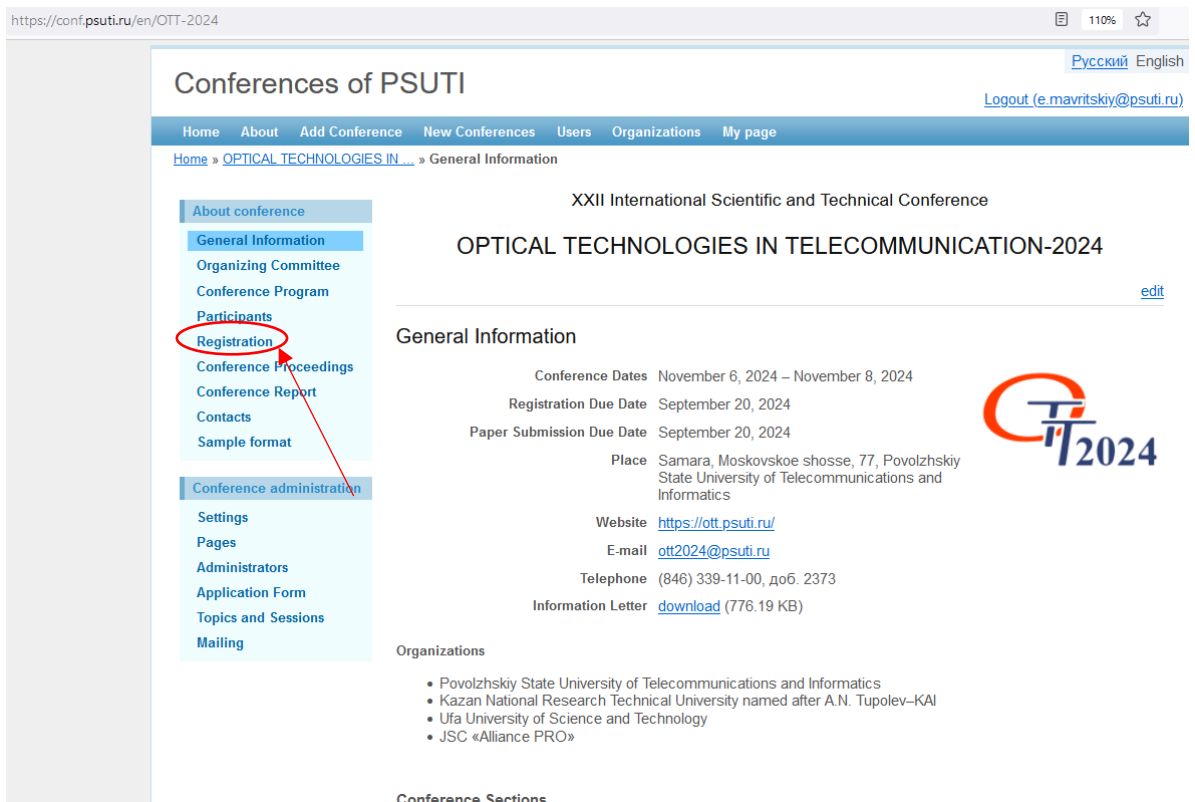 https://conf.psuti.ru/en/OTT-2024
110%
Русский English
Conferences of PSUTI
Logout (e.mavritskiy@psuti.ru)
Home About Add Conference New Conferences Users Organizations My page
Home » OPTICAL TECHNOLOGIES IN ... » General Information
About conference
General Information
Organizing Committee
Conference Program
Participants
Registration
Conference Proceedings
Conference Report
Contacts
Sample format
Conference administration
Settings
Pages
Administrators
Application Form
Topics and Sessions
Mailing
XXII International Scientific and Technical Conference
OPTICAL TECHNOLOGIES IN TELECOMMUNICATION-2024
edit
General Information
Conference Dates November 6, 2024 – November 8, 2024
Registration Due Date September 20, 2024
Paper Submission Due Date September 20, 2024
Place Samara, Moskovskoe shosse, 77, Povolzhskiy
State University of Telecommunications and
Informatics
Website https://ott.psuti.ru/
E-mail ott2024@psuti.ru
Telephone (846) 339-11-00, доб. 2373
Information Letter download (776.19 KB)
OTT 2024
Organizations
• Povolzhskiy State University of Telecommunications and Informatics
• Kazan National Research Technical University named after A.N. Tupolev–KAI
• Ufa University of Science and Technology
• JSC «Alliance PRO»
Conference Sections